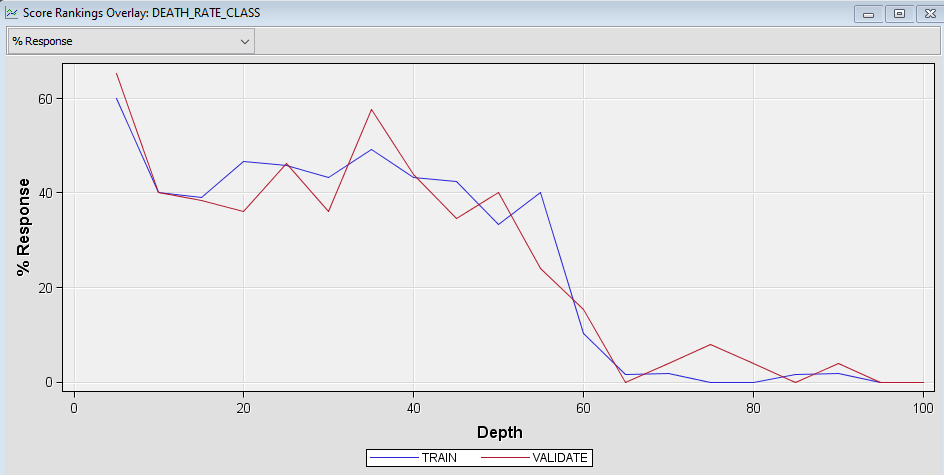 Score Rankings Overlay: DEATH_RATE_CLASS
% Response
% Response
60
40
20
0
0 20 40 60 80 100
Depth
TRAIN VALIDATE